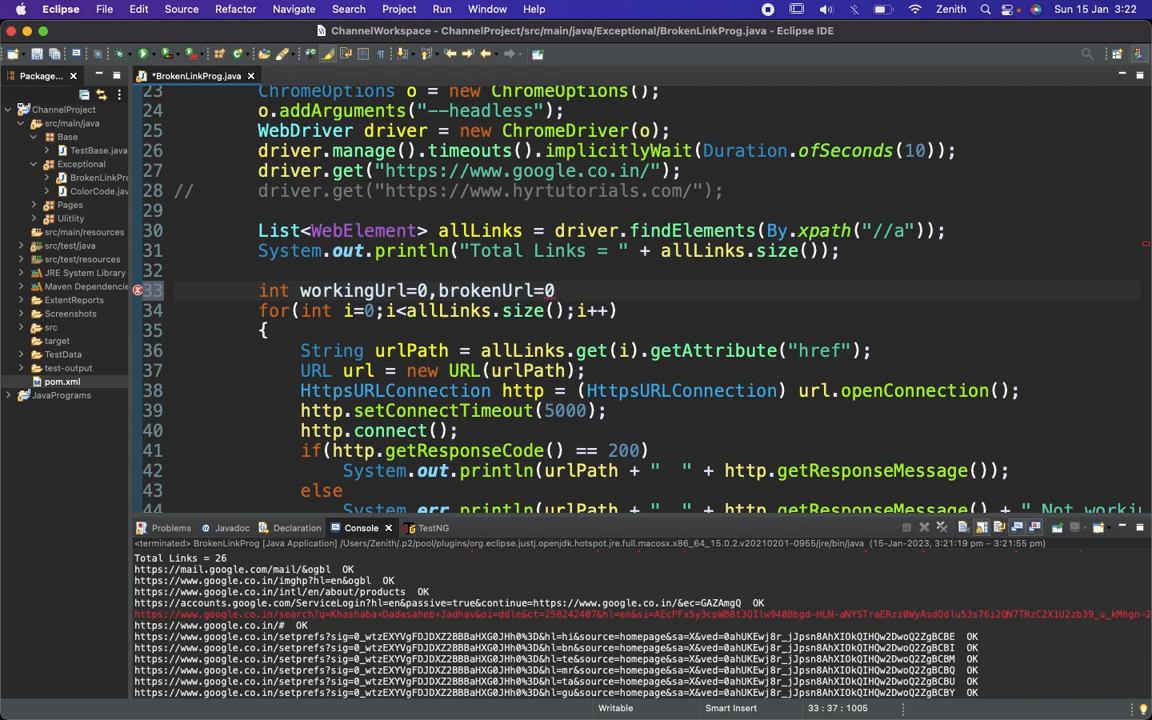 Eclipse File Edit Source Refactor Navigate Search Project Run Window Help Zenith Sun 15 Jan 3:22
ChannelWorkspace - ChannelProject/src/main/java/Exceptional/BrokenLinkProg.java - Eclipse IDE
Package...
*BrokenLinkProg.java
ChannelProject
src/main/java
Base
TestBase.java
Exceptional
BrokenLinkPr
ColorCode.jav
Pages
Ulitlity
src/main/resources
src/test/java
src/test/resources
JRE System Library
Maven Dependencie
ExtentReports
Screenshots
src
target
TestData
test-output
pom.xml
JavaPrograms
23 ChromeOptions o = new ChromeOptions();
24 o.addArguments("--headless");
25 WebDriver driver = new ChromeDriver(o);
26 driver.manage().timeouts().implicitlyWait(Duration.ofSeconds(10));
27 driver.get("https://www.google.co.in/");
28 // driver.get("https://www.hyrtutorials.com/");
29
30 List<WebElement> allLinks = driver.findElements(By.xpath("//a"));
31 System.out.println("Total Links = " + allLinks.size());
32
33 int workingUrl=0,brokenUrl=0
34 for(int i=0;i<allLinks.size();i++)
35 {
36 String urlPath = allLinks.get(i).getAttribute("href");
37 URL url = new URL(urlPath);
38 HttpsURLConnection http = (HttpsURLConnection) url.openConnection();
39 http.setConnectTimeout(5000);
40 http.connect();
41 if(http.getResponseCode() == 200)
42 System.out.println(urlPath + "  " + http.getResponseMessage());
43 else
44 System.err.println(urlPath + "  " + http.getResponseMessage() + " Not worki
Problems Javadoc Declaration Console TestNG
<terminated> BrokenLinkProg [Java Application] /Users/Zenith/.p2/pool/plugins/org.eclipse.justj.openjdk.hotspot.jre.full.macosx.x86_64_15.0.2.v20210201-0955/jre/bin/java (15-Jan-2023, 3:21:19 pm – 3:21:55 pm)
Total Links = 26
https://mail.google.com/mail/&ogbl  OK
https://www.google.co.in/imghp?hl=en&ogbl  OK
https://www.google.co.in/intl/en/about/products  OK
https://accounts.google.com/ServiceLogin?hl=en&passive=true&continue=https://www.google.co.in/&ec=GAZAmgQ  OK
https://www.google.co.in/#  OK
Writable Smart Insert 33 : 37 : 1005